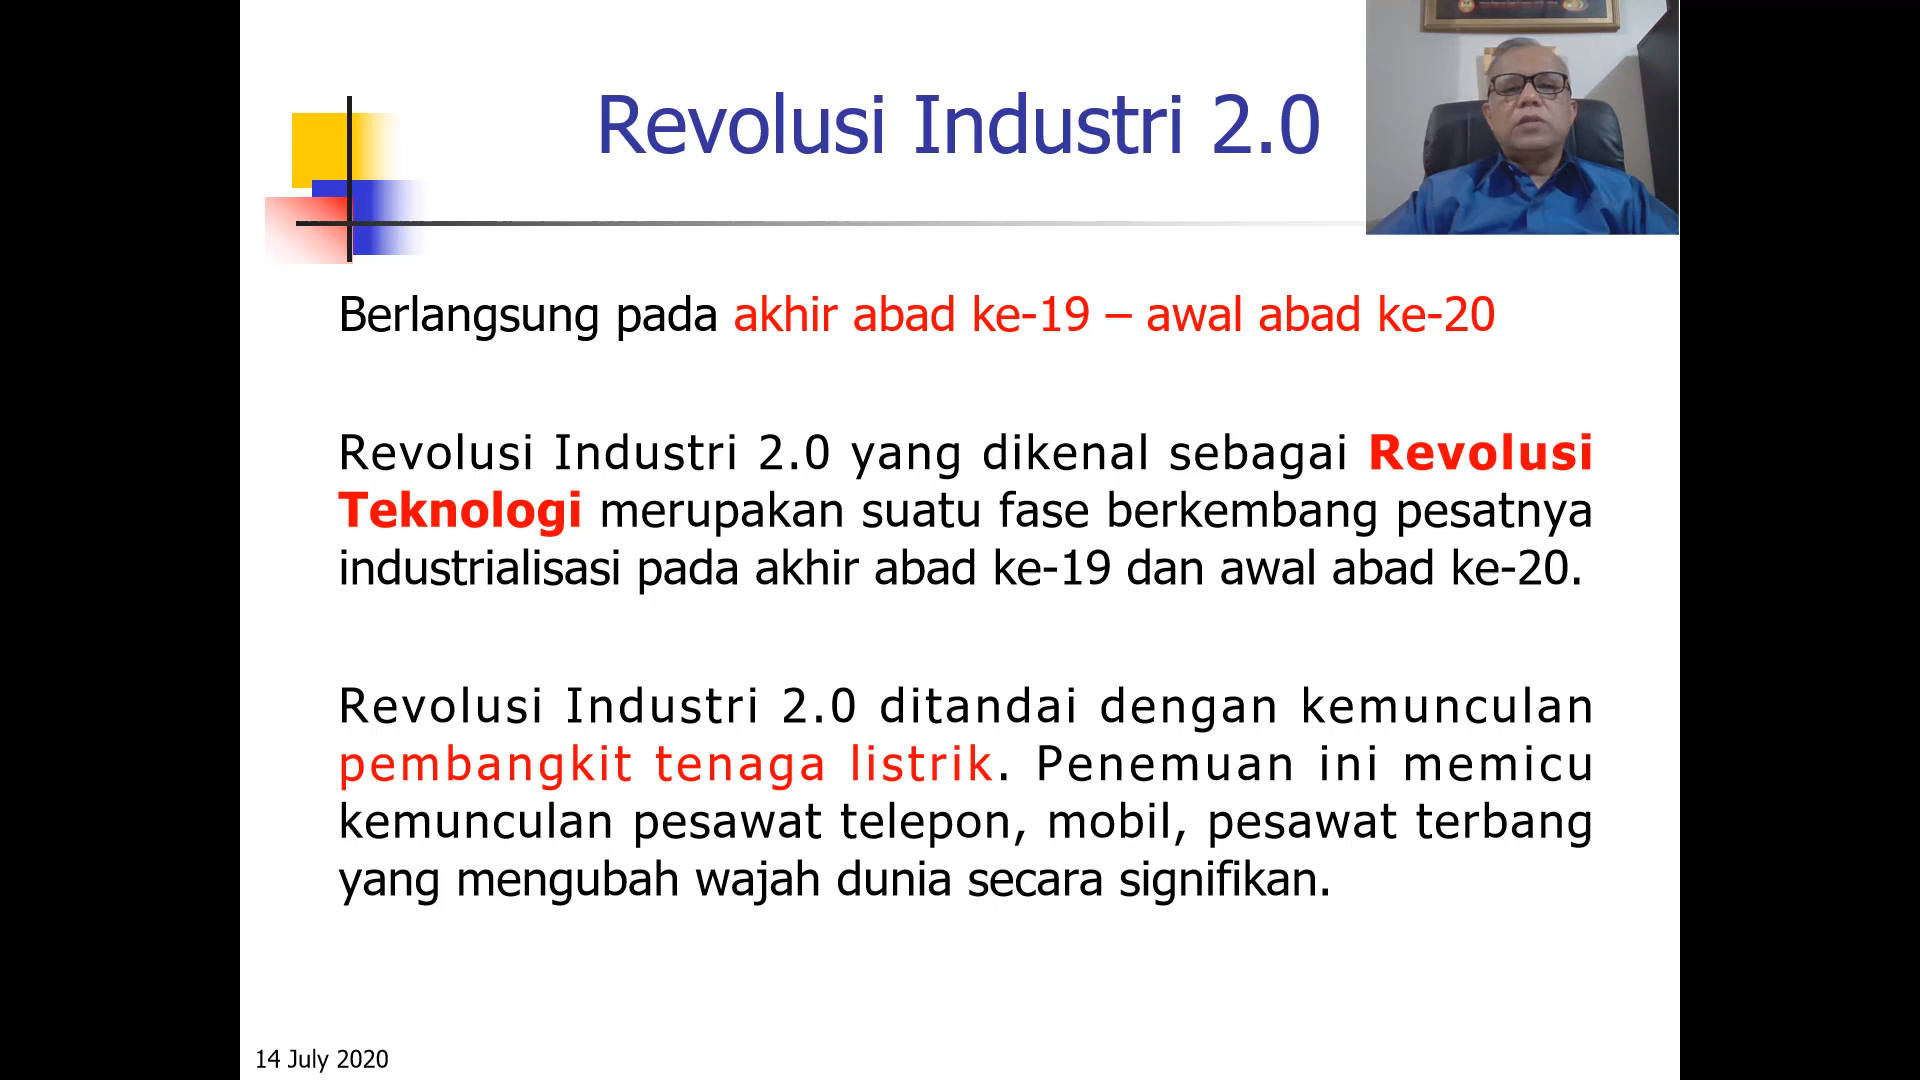 Revolusi Industri 2.0
Berlangsung pada akhir abad ke-19 – awal abad ke-20
Revolusi Industri 2.0 yang dikenal sebagai Revolusi
Teknologi merupakan suatu fase berkembang pesatnya
industrialisasi pada akhir abad ke-19 dan awal abad ke-20.
Revolusi Industri 2.0 ditandai dengan kemunculan
pembangkit tenaga listrik. Penemuan ini memicu
kemunculan pesawat telepon, mobil, pesawat terbang
yang mengubah wajah dunia secara signifikan.
14 July 2020